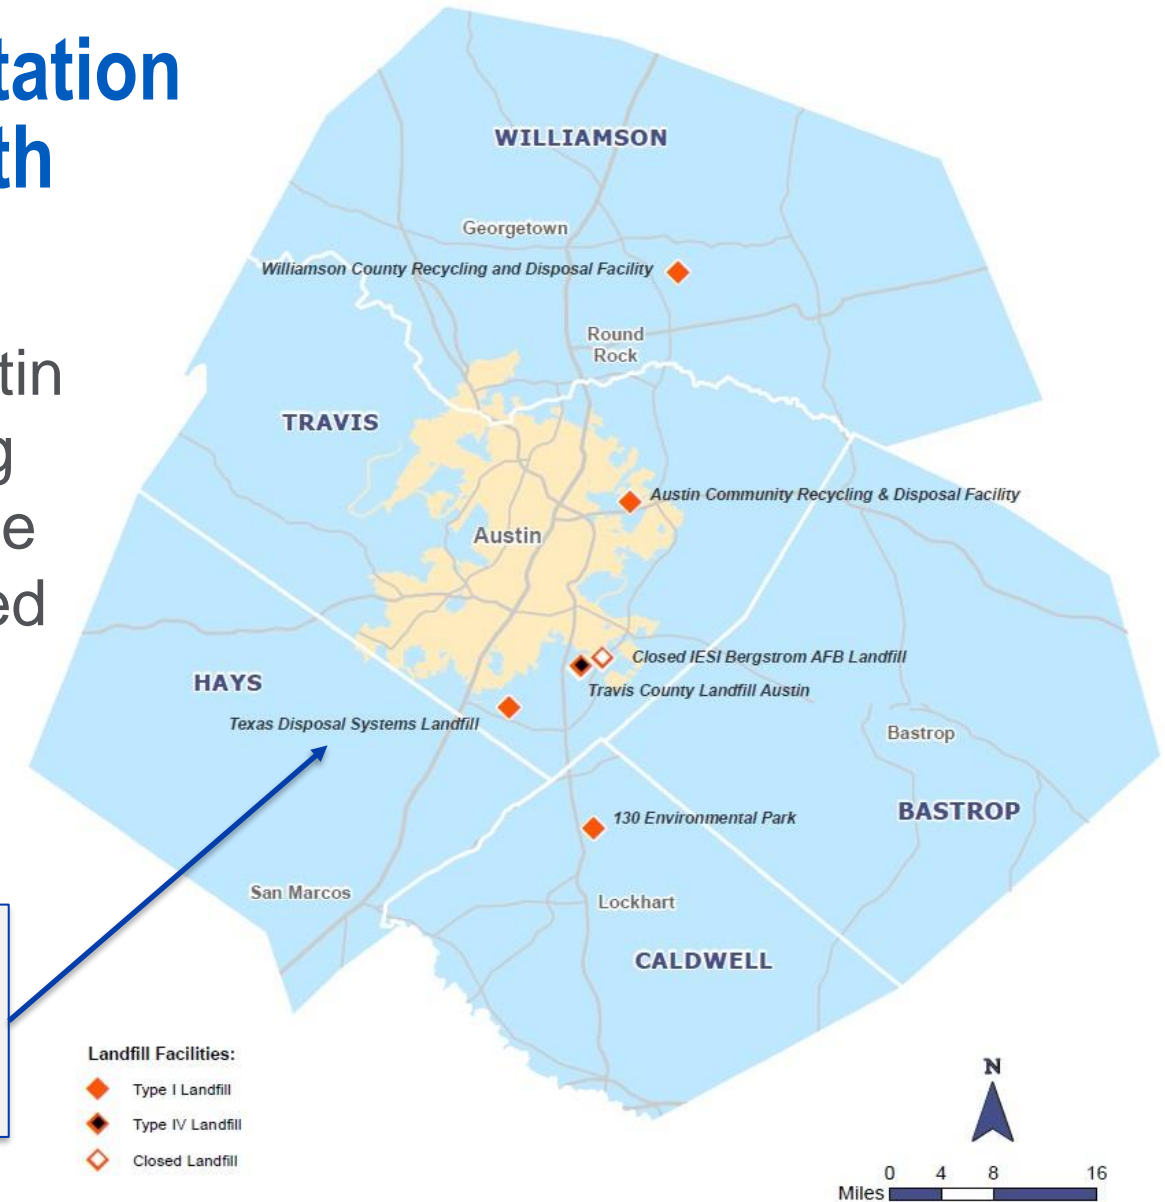 tation
th
WILLIAMSON
Georgetown
Williamson County Recycling and Disposal Facility
Round
Rock
tin
TRAVIS
g
Austin Community Recycling & Disposal Facility
e
Austin
ed
Closed IESI Bergstrom AFB Landfill
HAYS
Travis County Landfill Austin
Texas Disposal Systems Landfill
Bastrop
130 Environmental Park
BASTROP
San Marcos
Lockhart
CALDWELL
Landfill Facilities:
Type I Landfill
Type IV Landfill
Closed Landfill
N
0 4 8 16
Miles